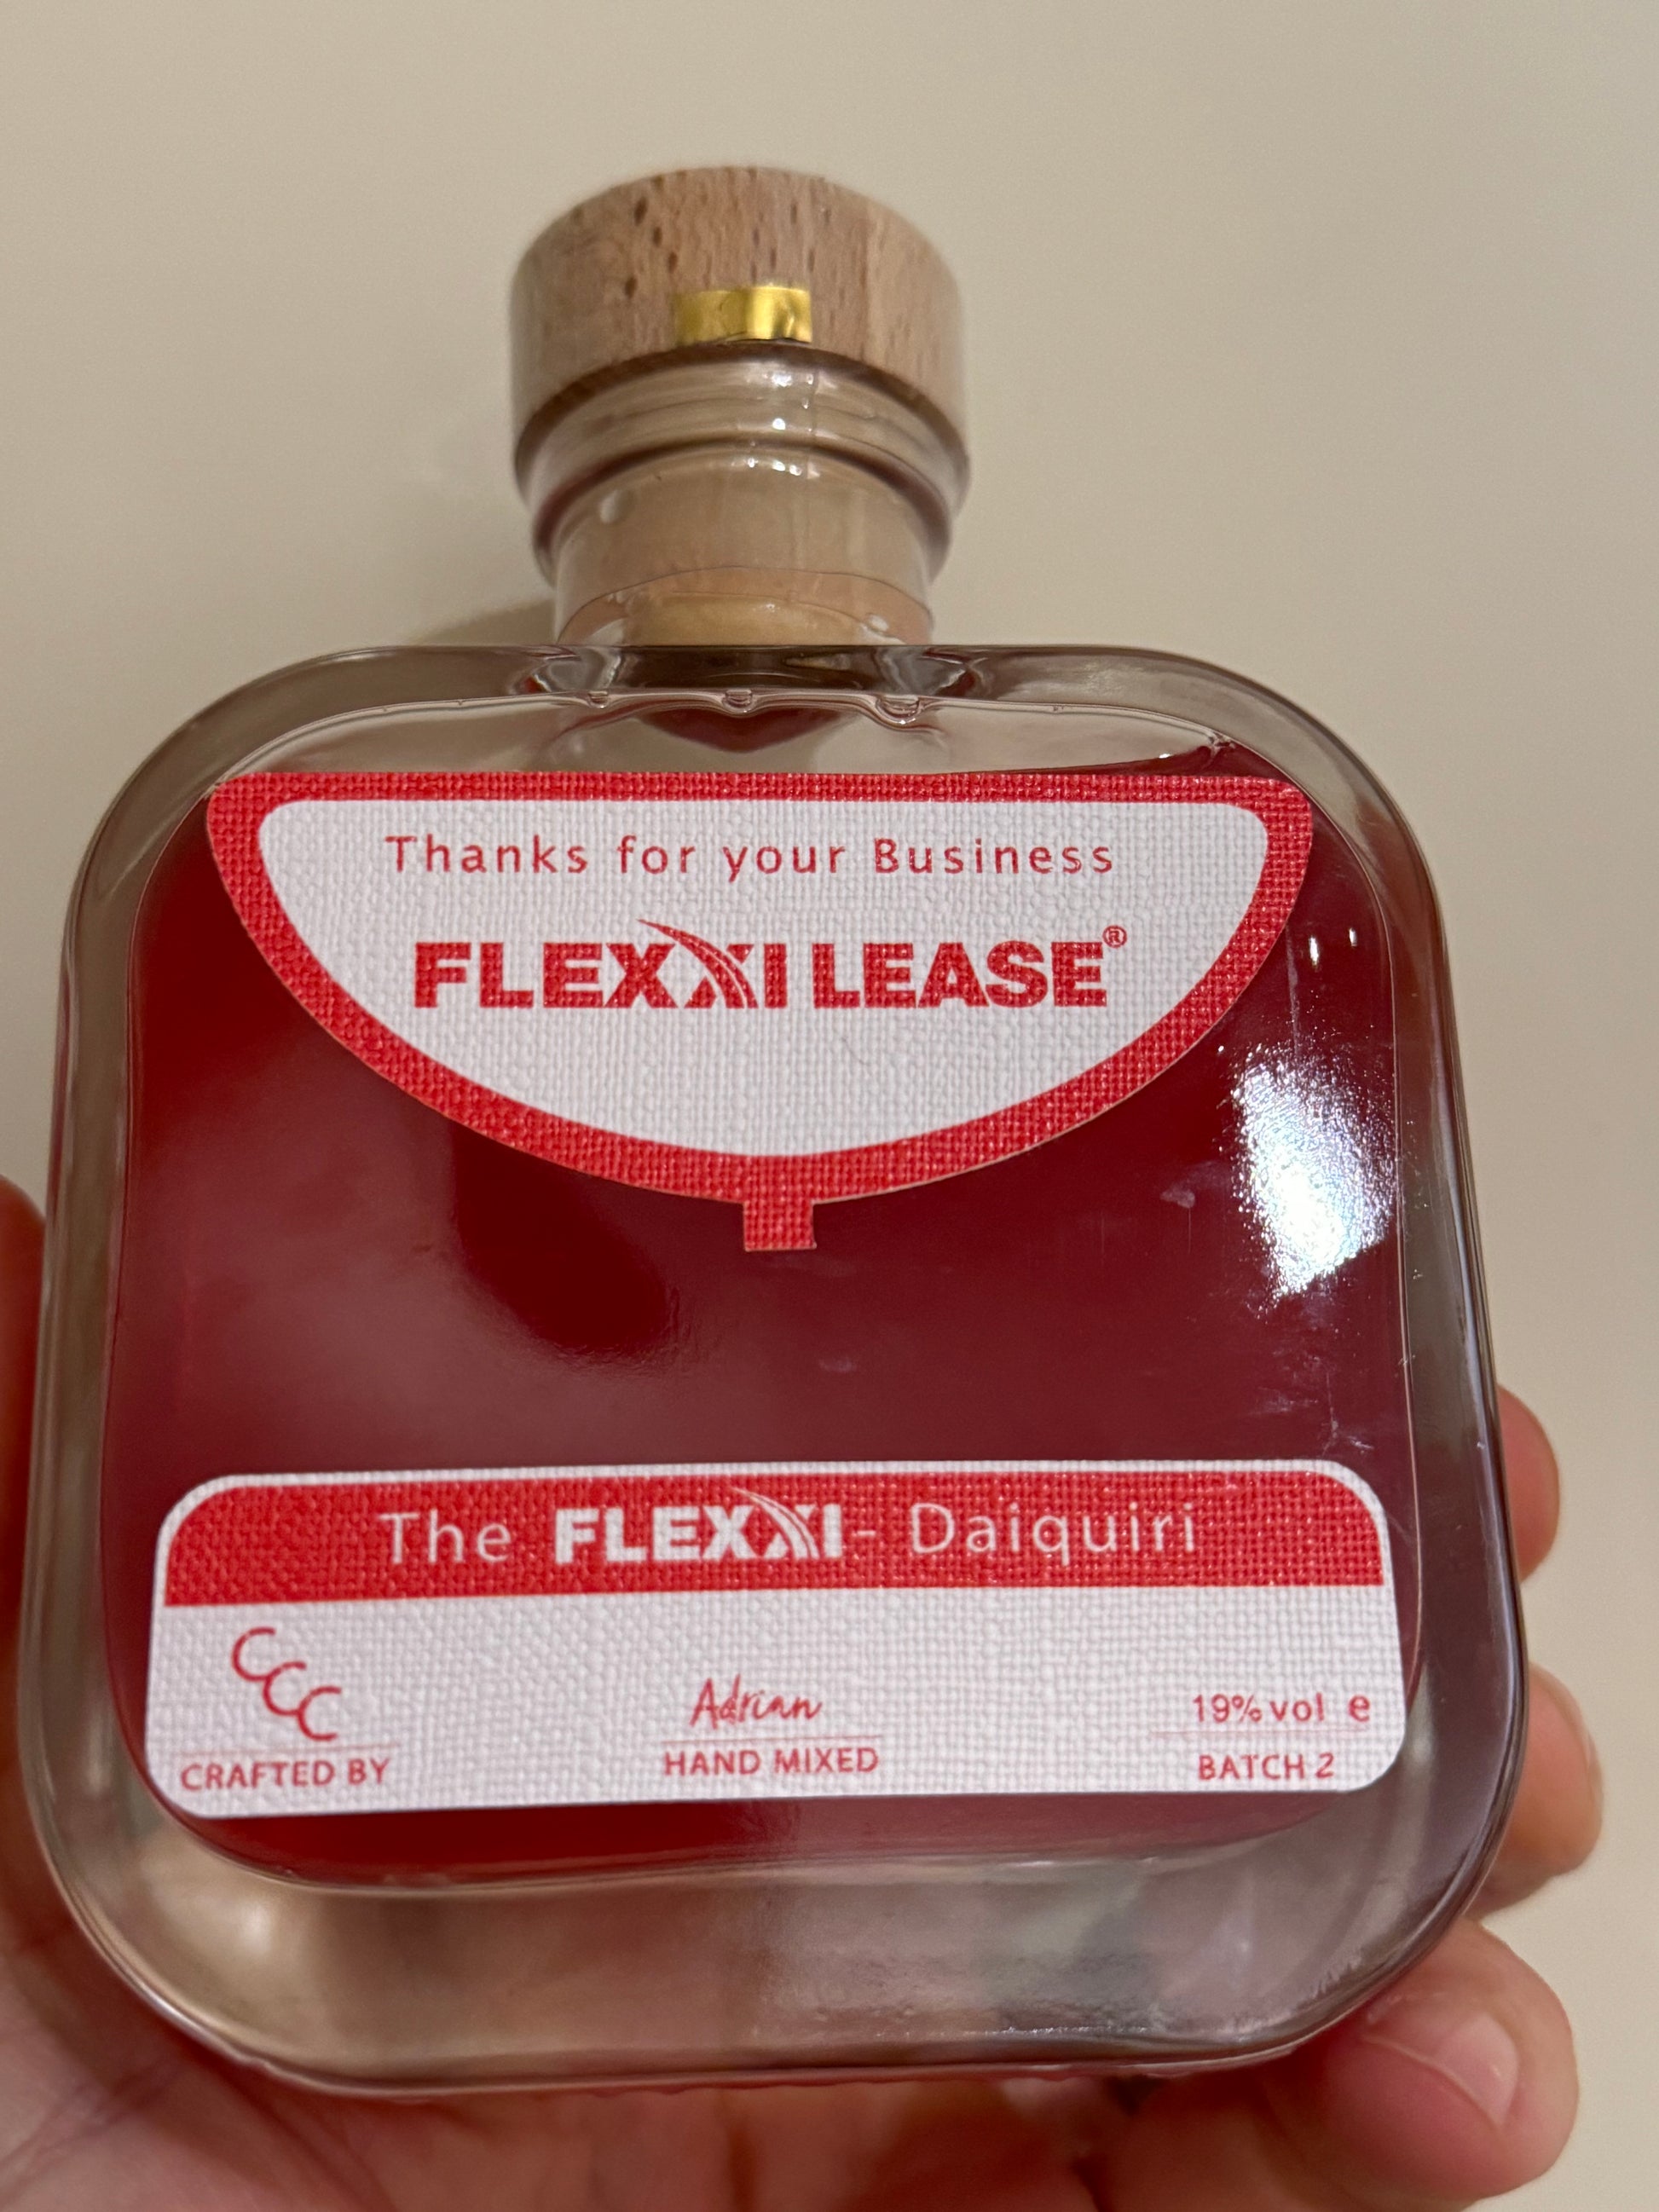 Thanks for your Business
FLEXXI LEASE®
The FLEXXI- Daiquiri
CCC
CRAFTED BY
Adrian
HAND MIXED
19% vol e
BATCH 2